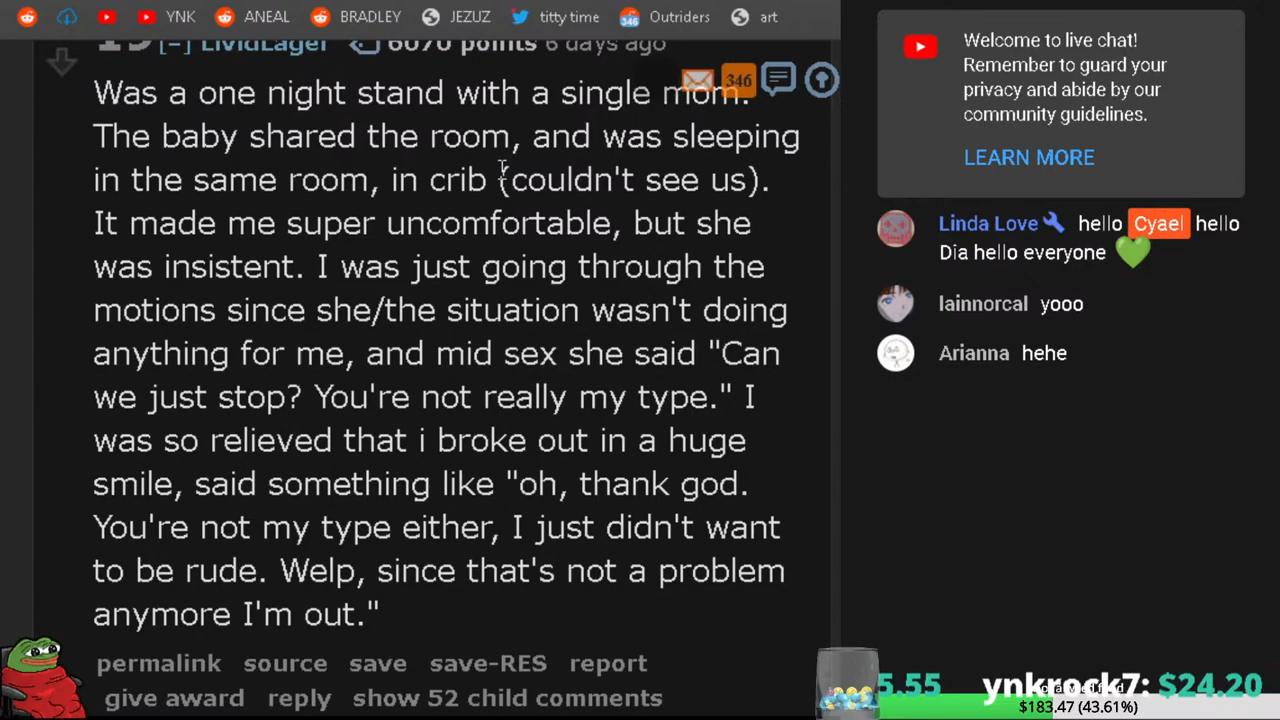 YNK ANEAL BRADLEY JEZUZ titty time 346 Outriders art
[-] LividLager 6070 points 6 days ago
346
Was a one night stand with a single mom.
The baby shared the room, and was sleeping
in the same room, in crib (couldn't see us).
It made me super uncomfortable, but she
was insistent. I was just going through the
motions since she/the situation wasn't doing
anything for me, and mid sex she said "Can
we just stop? You're not really my type." I
was so relieved that i broke out in a huge
smile, said something like "oh, thank god.
You're not my type either, I just didn't want
to be rude. Welp, since that's not a problem
anymore I'm out."
permalink source save save-RES report
give award reply show 52 child comments
Welcome to live chat!
Remember to guard your
privacy and abide by our
community guidelines.
LEARN MORE
Linda Love hello Cyael hello
Dia hello everyone
Iainnorcal yooo
Arianna hehe
5.55 ynkrock7: $24.20
$183.47 (43.61%)